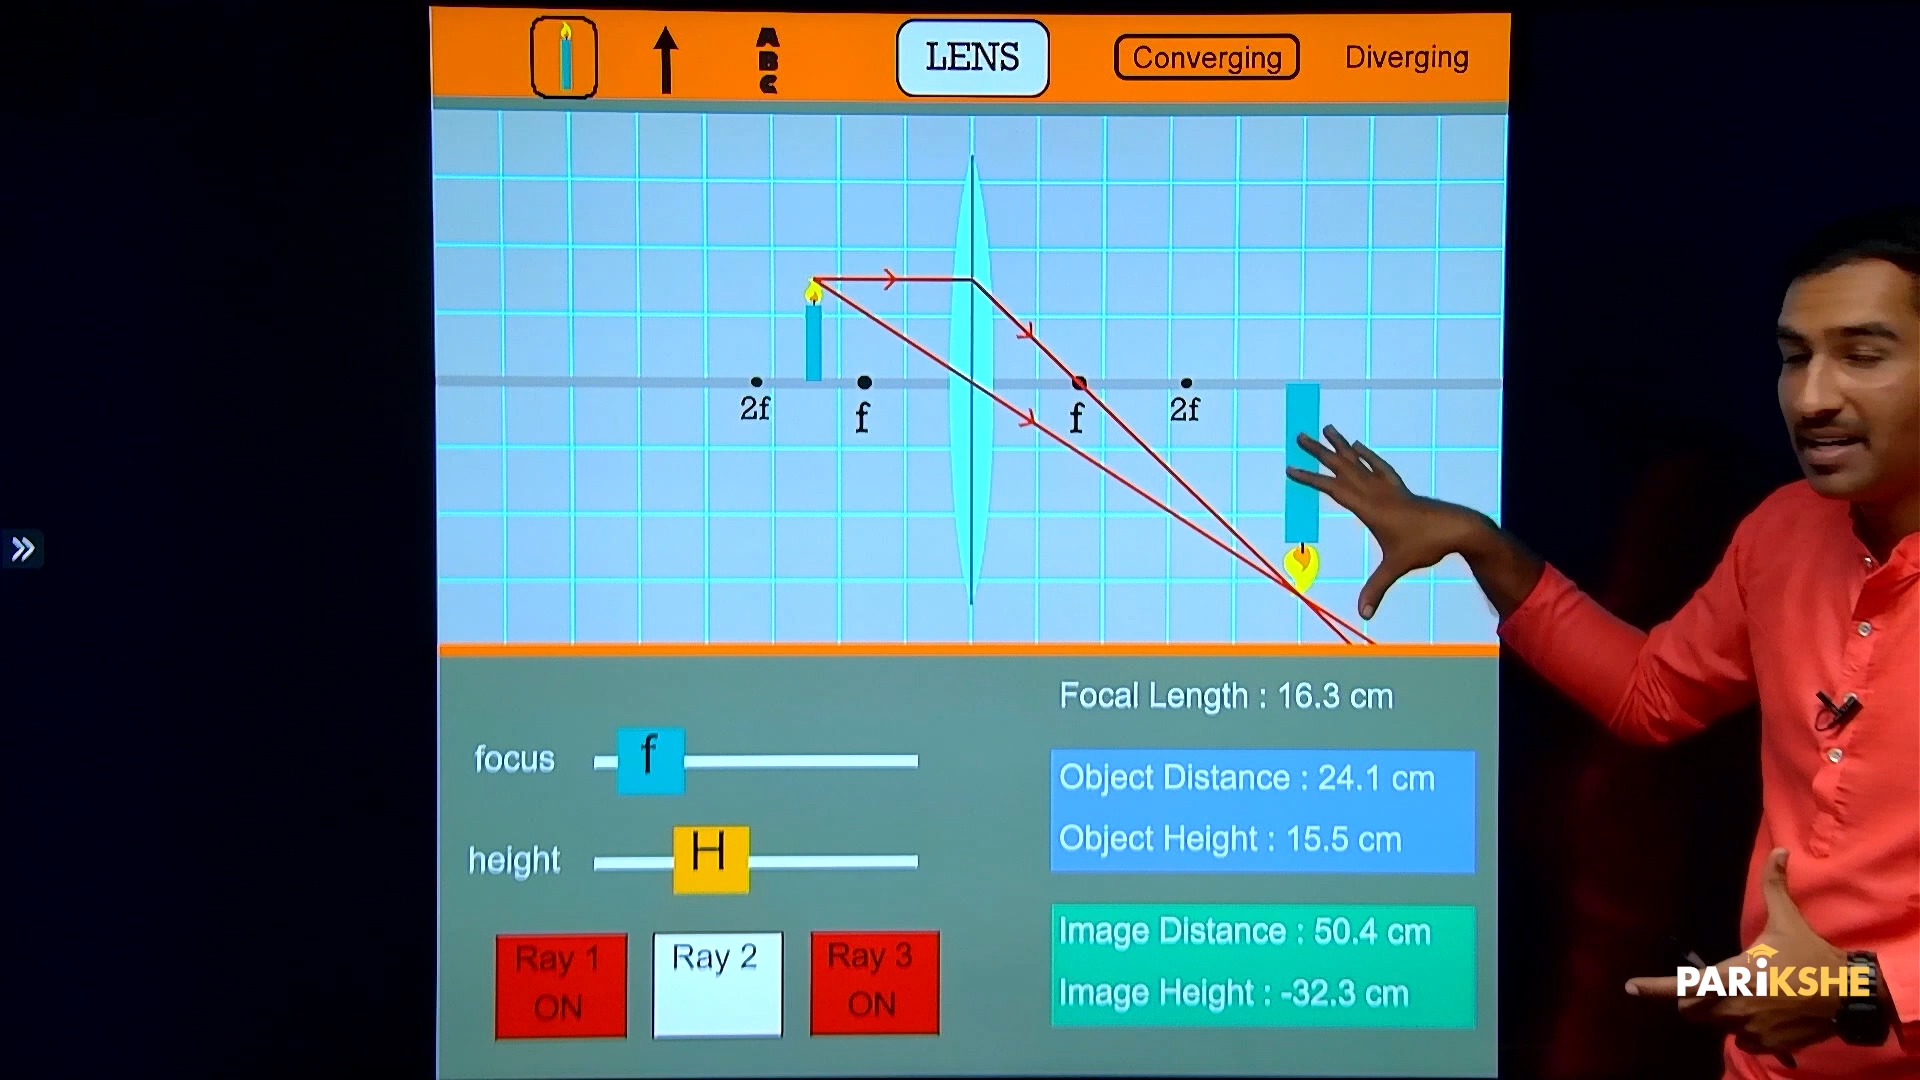 A
B
C
LENS
Converging
Diverging
2f
f
f
2f
Focal Length : 16.3 cm
focus
f
Object Distance : 24.1 cm
Object Height : 15.5 cm
height
H
Image Distance : 50.4 cm
Image Height : -32.3 cm
Ray 1
ON
Ray 2
Ray 3
ON
PARiKSHE